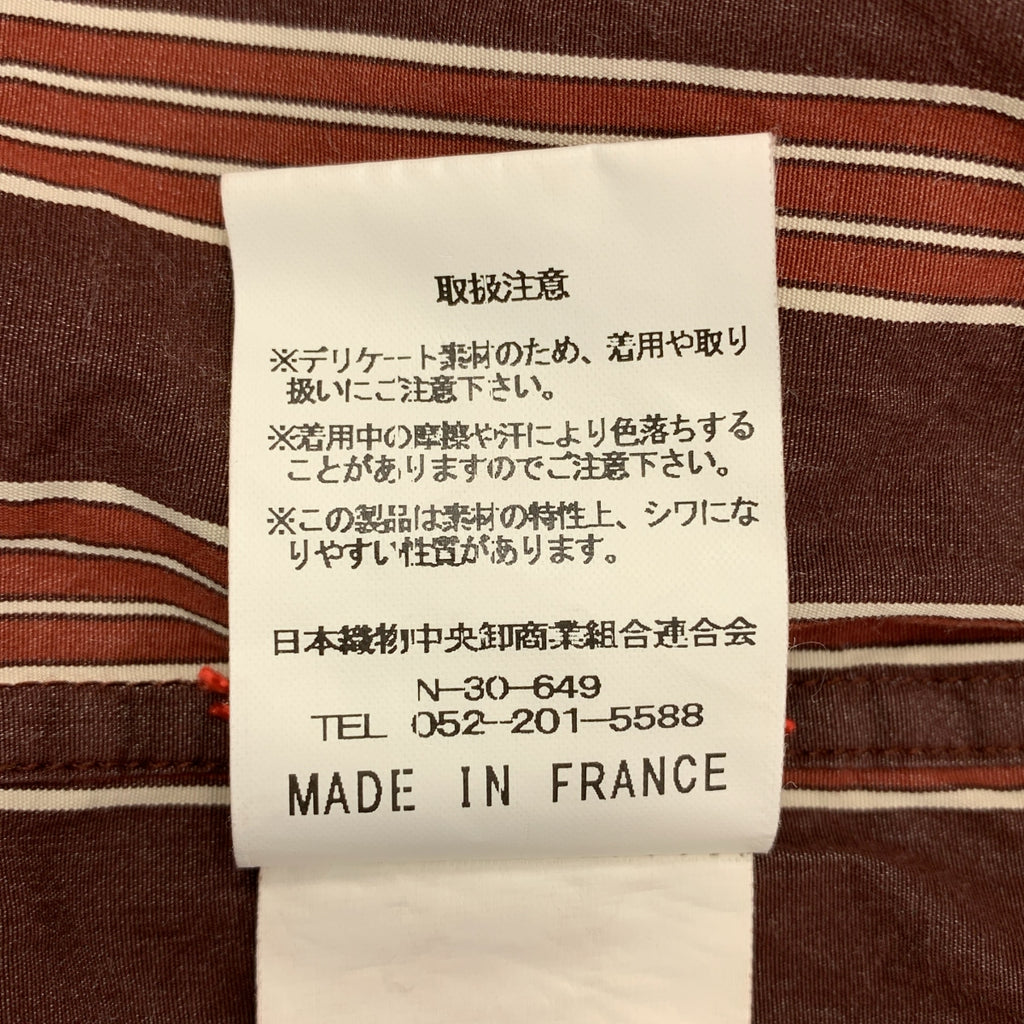 取扱注意
※デリケート素材のため、着用や取り
扱いにご注意下さい。
※着用中の摩擦や汗により色落ちする
ことがありますのでご注意下さい。
※この製品は素材の特性上、シワにな
りやすい性質があります。
日本織物中央卸商業組合連合会
N-30-649
TEL 052-201-5588
MADE IN FRANCE